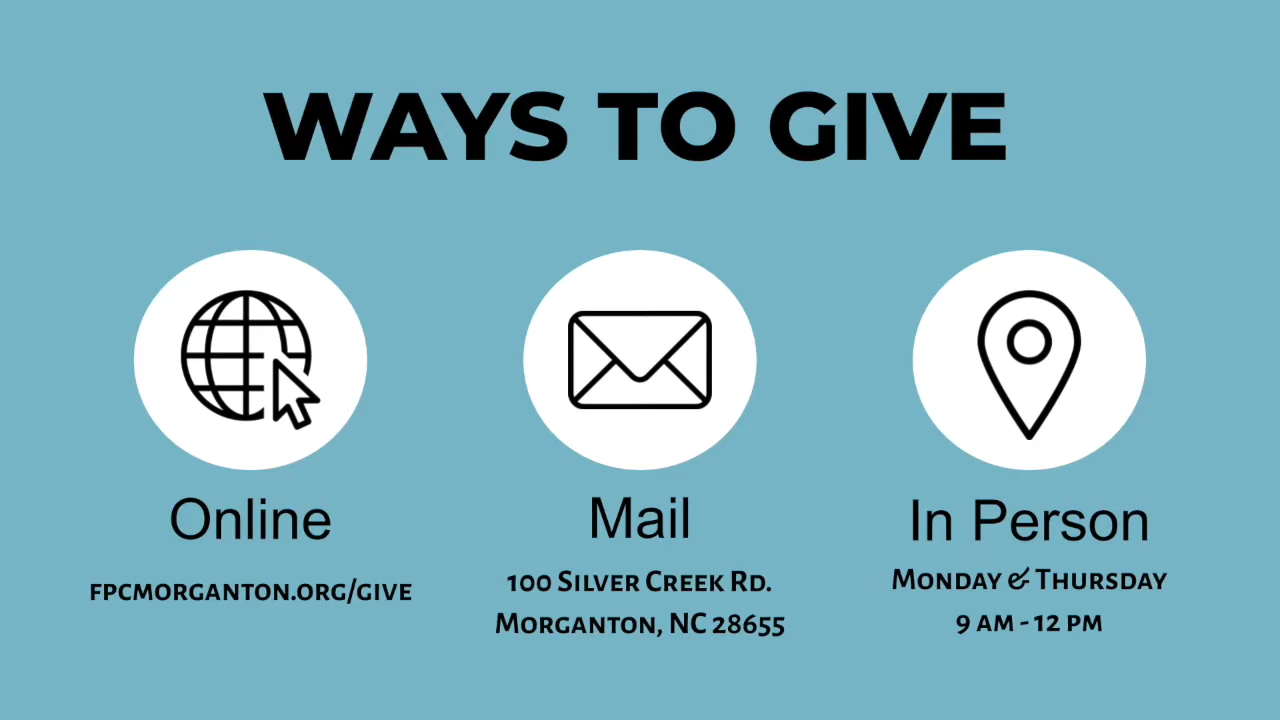 WAYS TO GIVE
Online
FPCMORGANTON.ORG/GIVE
Mail
100 SILVER CREEK RD.
MORGANTON, NC 28655
In Person
MONDAY & THURSDAY
9 AM - 12 PM